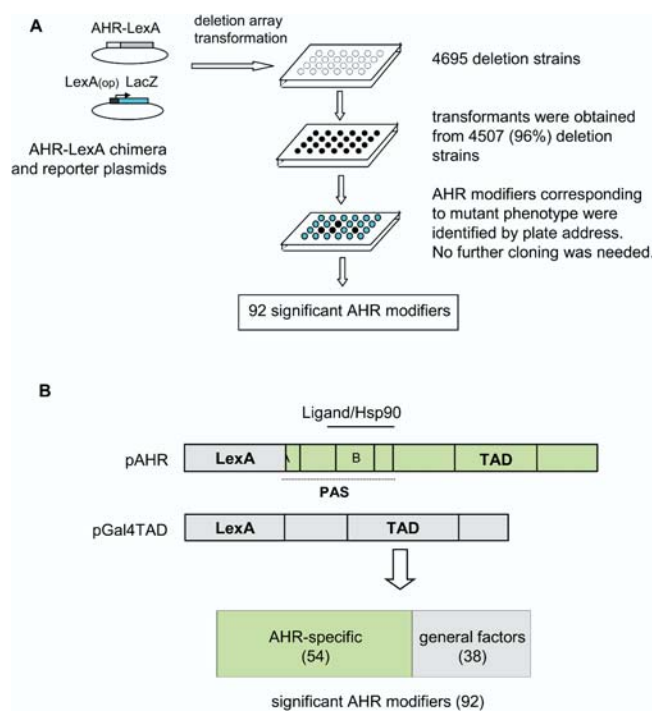 A
AHR-LexA
LexA(op) LacZ
AHR-LexA chimera
and reporter plasmids
deletion array
transformation
4695 deletion strains
transformants were obtained
from 4507 (96%) deletion
strains
AHR modifiers corresponding
to mutant phenotype were
identified by plate address.
No further cloning was needed.
92 significant AHR modifiers
B
Ligand/Hsp90
pAHR LexA A B TAD
PAS
pGal4TAD LexA TAD
AHR-specific
(54)
general factors
(38)
significant AHR modifiers (92)